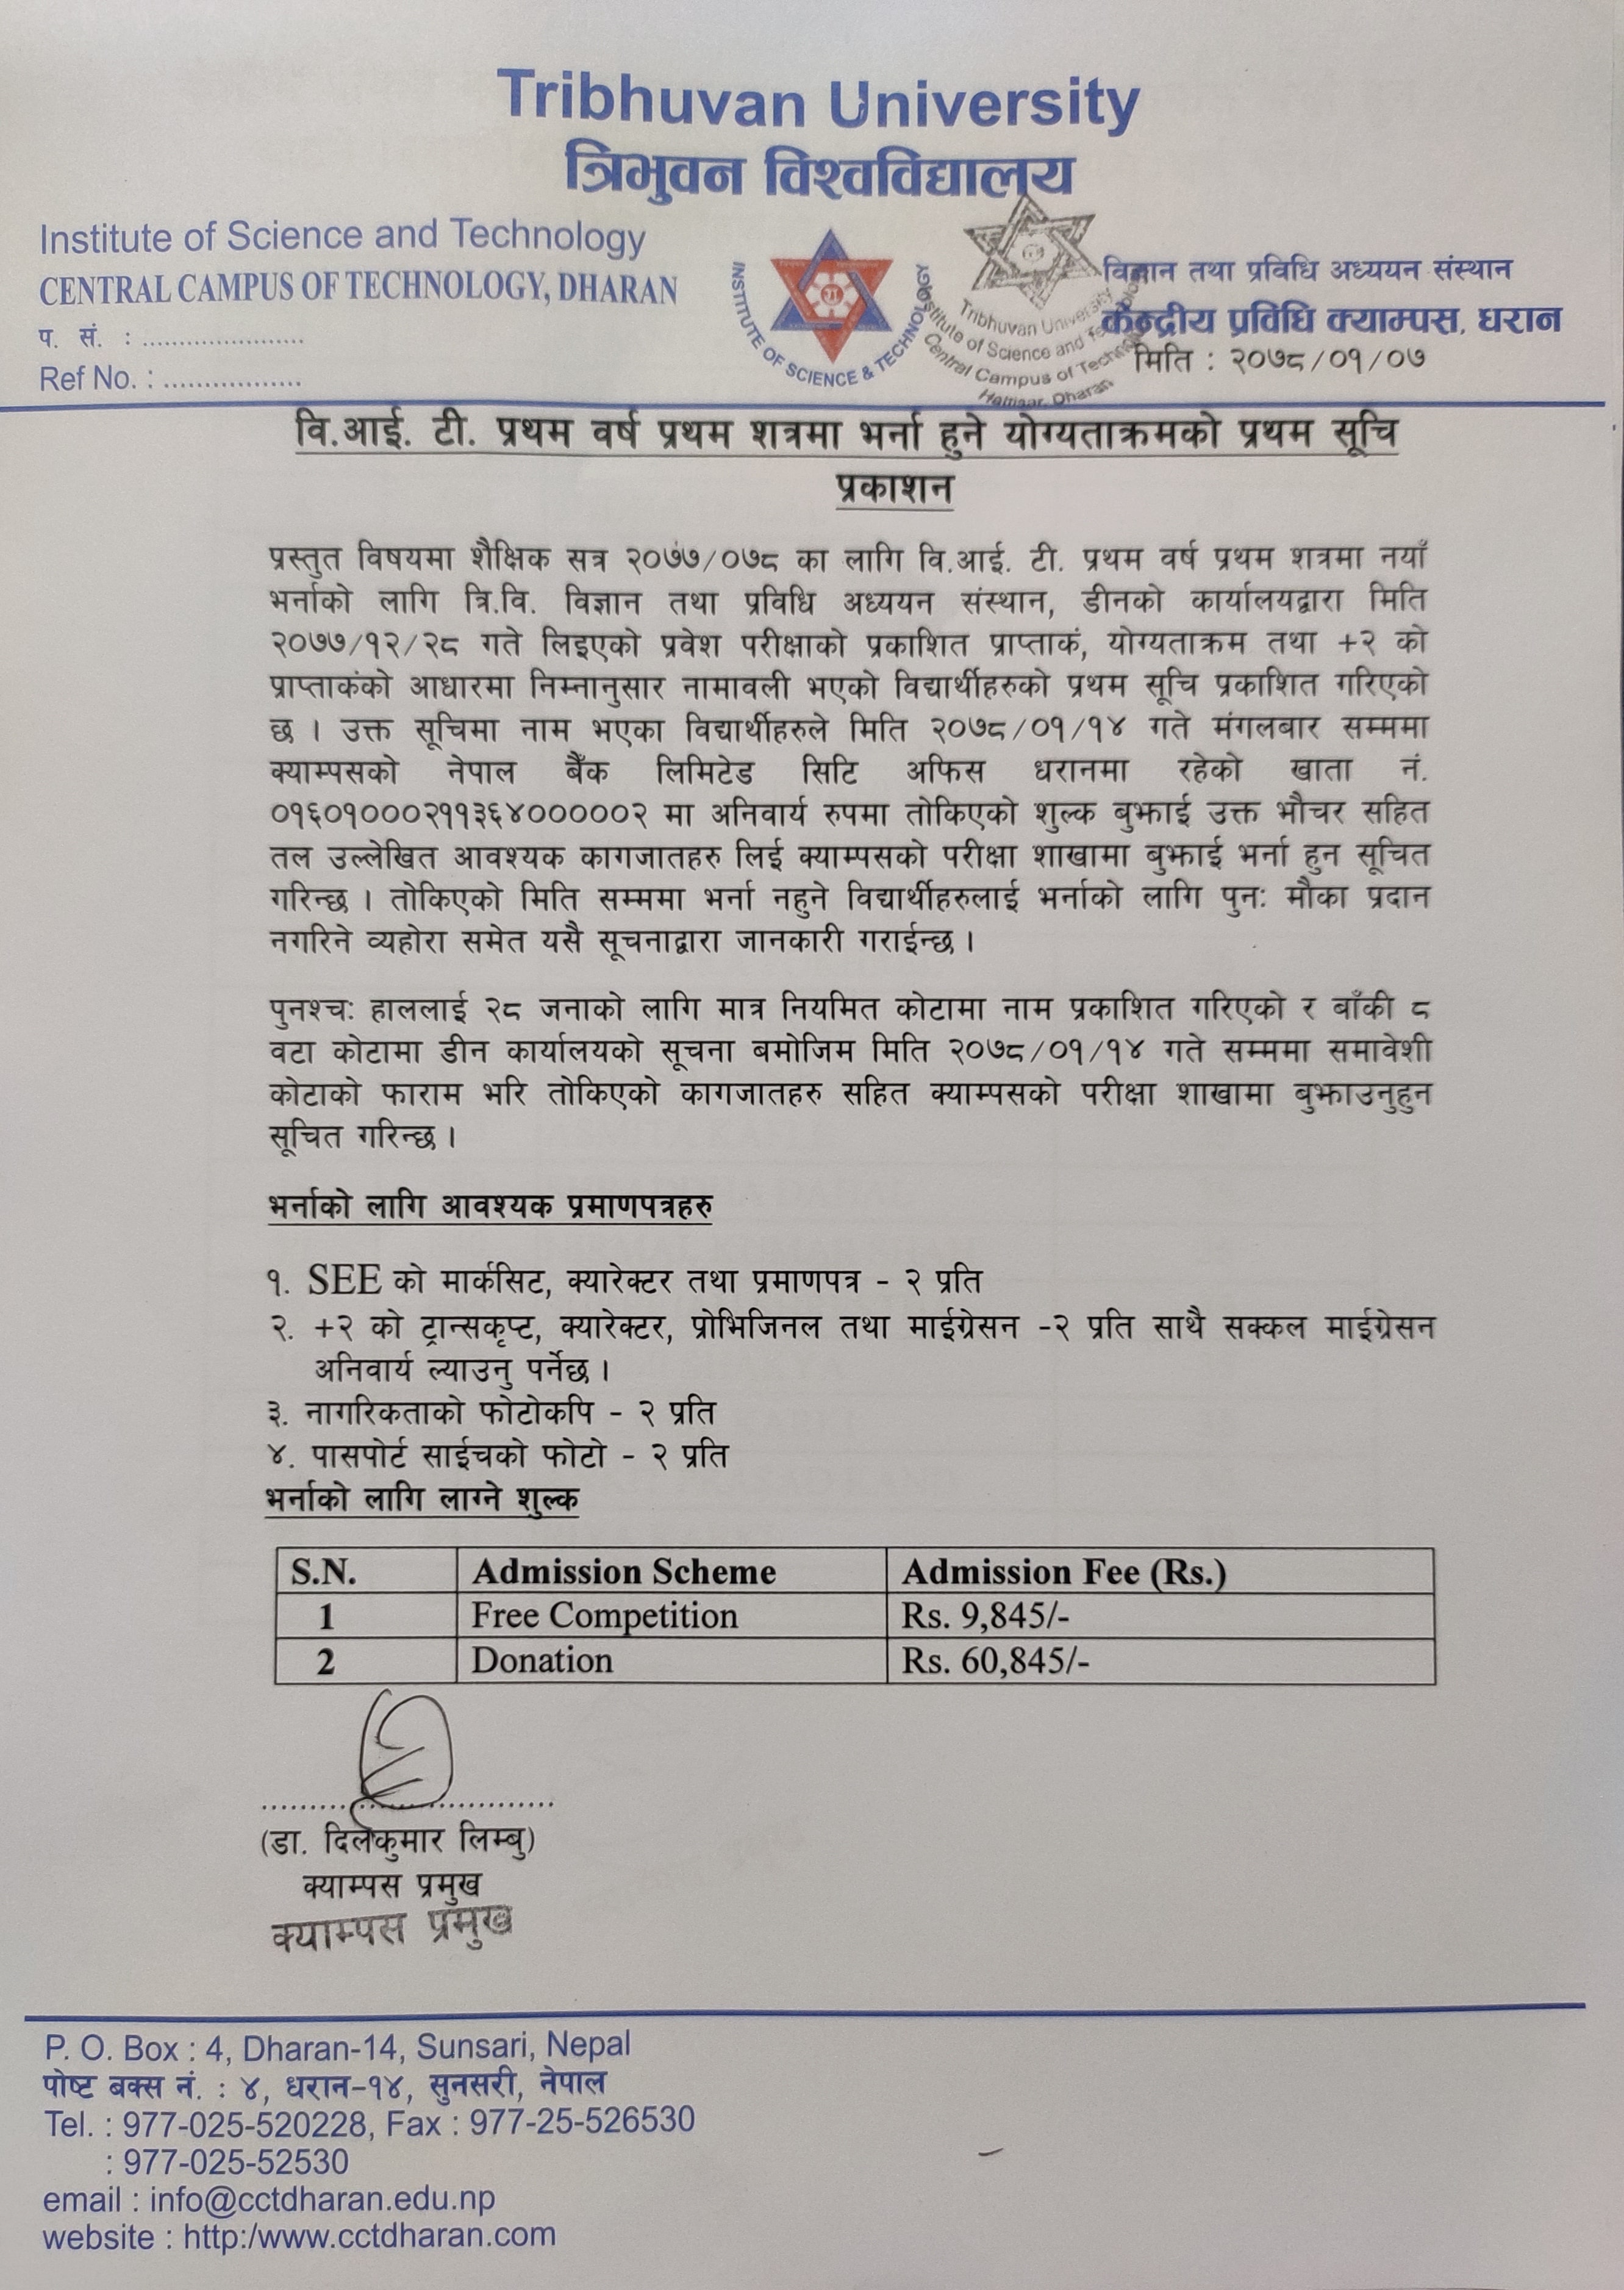 Tribhuvan University
त्रिभुवन विश्वविद्यालय
Institute of Science and Technology
CENTRAL CAMPUS OF TECHNOLOGY, DHARAN
प. सं. : .......................
Ref No. : ...................
INSTITUTE OF SCIENCE & TECHNOLOGY
Tribhuvan University
Institute of Science and Technology
Central Campus of Technology
Hattisar, Dharan
विज्ञान तथा प्रविधि अध्ययन संस्थान
केन्द्रीय प्रविधि क्याम्पस, धरान
मिति : २०७८/०१/०७
वि.आई. टी. प्रथम वर्ष प्रथम शत्रमा भर्ना हुने योग्यताक्रमको प्रथम सूचि
प्रकाशन
प्रस्तुत विषयमा शैक्षिक सत्र २०७७/०७८ का लागि वि.आई. टी. प्रथम वर्ष प्रथम शत्रमा नयाँ
भर्नाको लागि त्रि.वि. विज्ञान तथा प्रविधि अध्ययन संस्थान, डीनको कार्यालयद्वारा मिति
२०७७/१२/२८ गते लिइएको प्रवेश परीक्षाको प्रकाशित प्राप्ताकं, योग्यताक्रम तथा +२ को
प्राप्ताकंको आधारमा निम्नानुसार नामावली भएको विद्यार्थीहरुको प्रथम सूचि प्रकाशित गरिएको
छ । उक्त सूचिमा नाम भएका विद्यार्थीहरुले मिति २०७८/०१/१४ गते मंगलबार सम्ममा
क्याम्पसको नेपाल बैँक लिमिटेड सिटि अफिस धरानमा रहेको खाता नं.
०१६०१०००२११३६४०००००२ मा अनिवार्य रुपमा तोकिएको शुल्क बुझाई उक्त भौचर सहित
तल उल्लेखित आवश्यक कागजातहरु लिई क्याम्पसको परीक्षा शाखामा बुझाई भर्ना हुन सूचित
गरिन्छ । तोकिएको मिति सम्ममा भर्ना नहुने विद्यार्थीहरुलाई भर्नाको लागि पुनः मौका प्रदान
नगरिने व्यहोरा समेत यसै सूचनाद्वारा जानकारी गराईन्छ ।
पुनश्चः हाललाई २८ जनाको लागि मात्र नियमित कोटामा नाम प्रकाशित गरिएको र बाँकी ८
वटा कोटामा डीन कार्यालयको सूचना बमोजिम मिति २०७८/०१/१४ गते सम्ममा समावेशी
कोटाको फाराम भरि तोकिएको कागजातहरु सहित क्याम्पसको परीक्षा शाखामा बुझाउनुहुन
सूचित गरिन्छ ।
भर्नाको लागि आवश्यक प्रमाणपत्रहरु
१. SEE को मार्कसिट, क्यारेक्टर तथा प्रमाणपत्र - २ प्रति
२. +२ को ट्रान्सकृप्ट, क्यारेक्टर, प्रोभिजिनल तथा माईग्रेसन -२ प्रति साथै सक्कल माईग्रेसन
अनिवार्य ल्याउनु पर्नेछ ।
३. नागरिकताको फोटोकपि - २ प्रति
४. पासपोर्ट साईचको फोटो - २ प्रति
भर्नाको लागि लाग्ने शुल्क
S.N. Admission Scheme Admission Fee (Rs.)
1 Free Competition Rs. 9,845/-
2 Donation Rs. 60,845/-
(डा. दिलकुमार लिम्बु)
क्याम्पस प्रमुख
क्याम्पस प्रमुख
P. O. Box : 4, Dharan-14, Sunsari, Nepal
पोष्ट बक्स नं. : ४, धरान-१४, सुनसरी, नेपाल
Tel. : 977-025-520228, Fax : 977-25-526530
: 977-025-52530
email : info@cctdharan.edu.np
website : http:/www.cctdharan.com